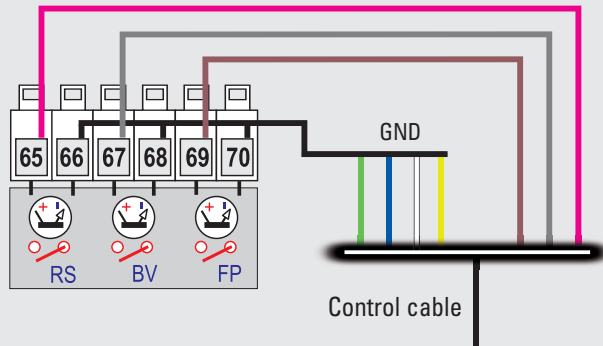 GND
65 66 67 68 69 70
+ - + - + -
RS BV FP
Control cable